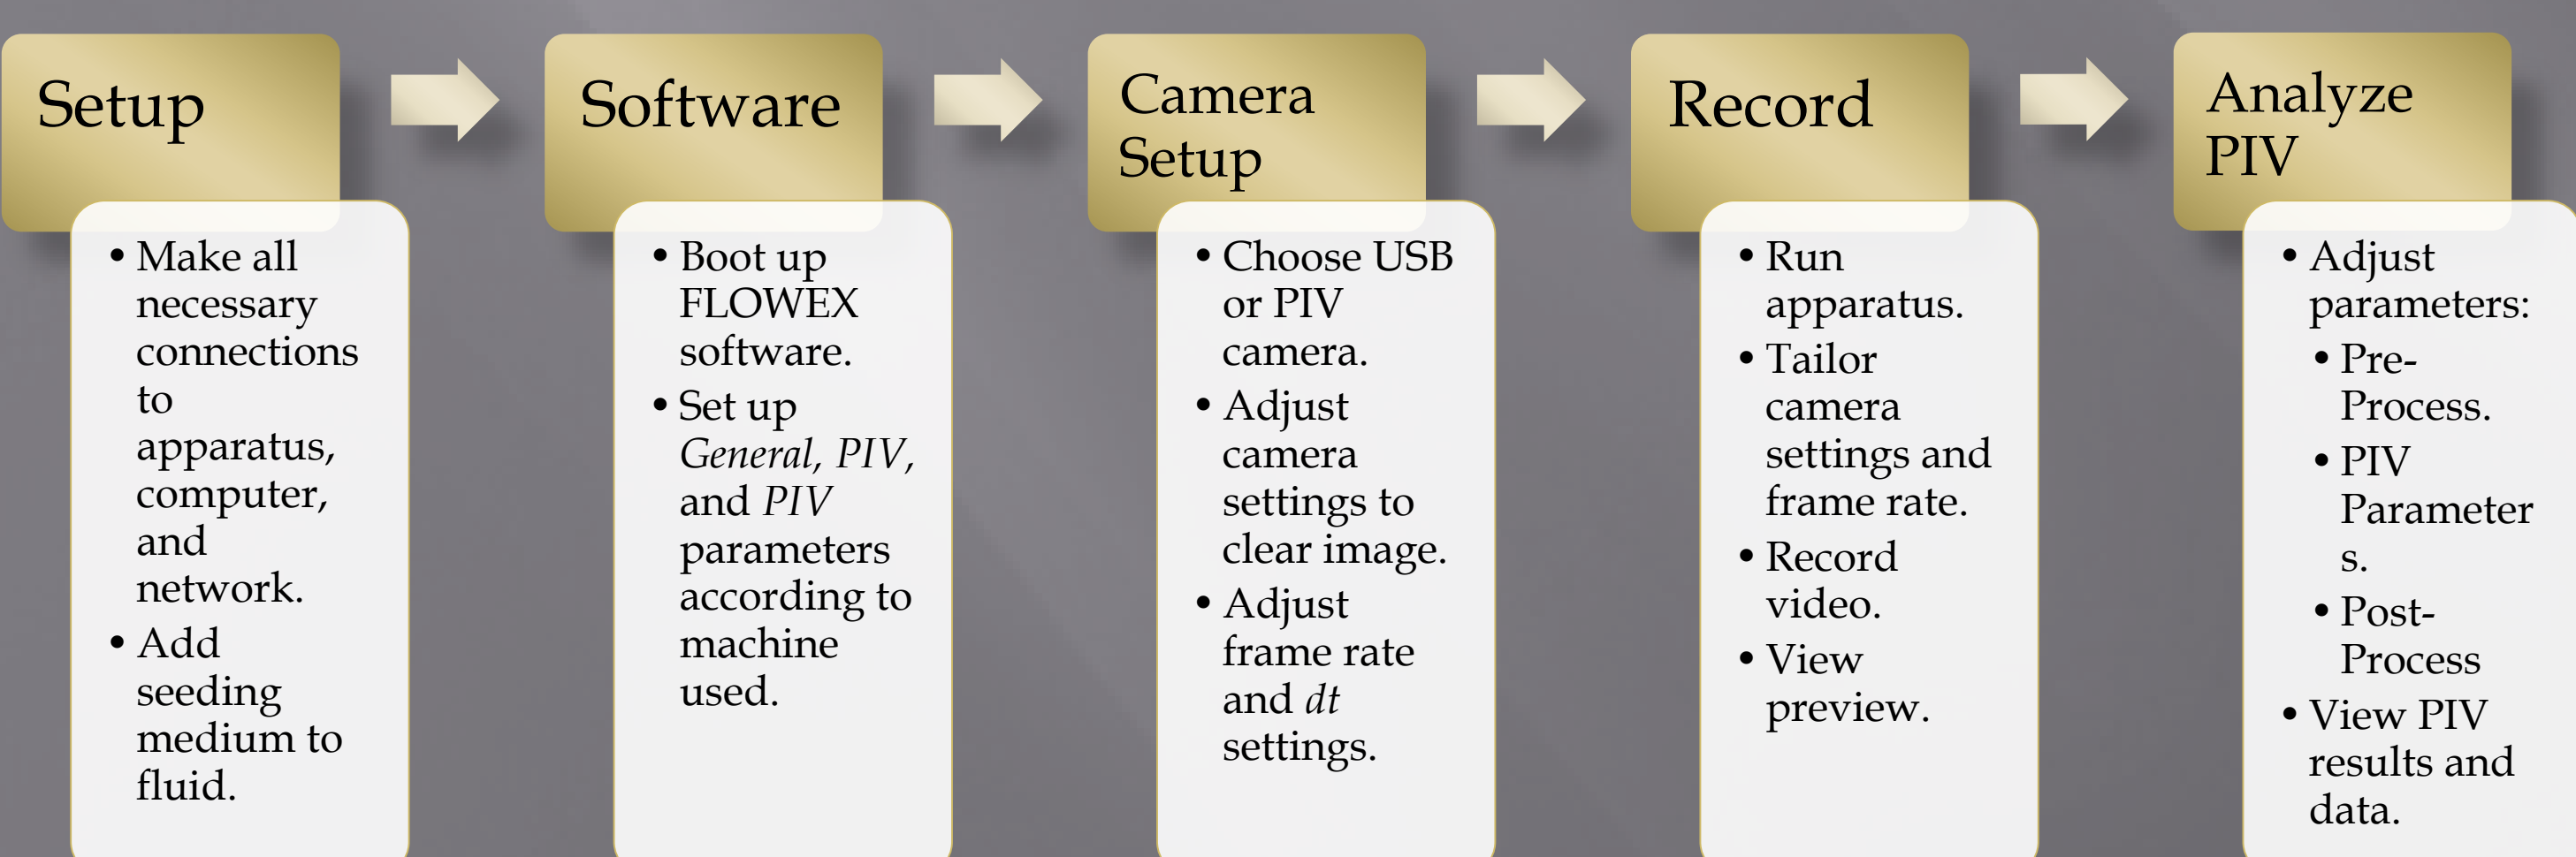 Setup
• Make all
necessary
connections
to
apparatus,
computer,
and
network.
• Add
seeding
medium to
fluid.
Software
• Boot up
FLOWEX
software.
• Set up
General, PIV,
and PIV
parameters
according to
machine
used.
Camera
Setup
• Choose USB
or PIV
camera.
• Adjust
camera
settings to
clear image.
• Adjust
frame rate
and dt
settings.
Record
• Run
apparatus.
• Tailor
camera
settings and
frame rate.
• Record
video.
• View
preview.
Analyze
PIV
• Adjust
parameters:
• Pre-
Process.
• PIV
Parameter
s.
• Post-
Process
• View PIV
results and
data.